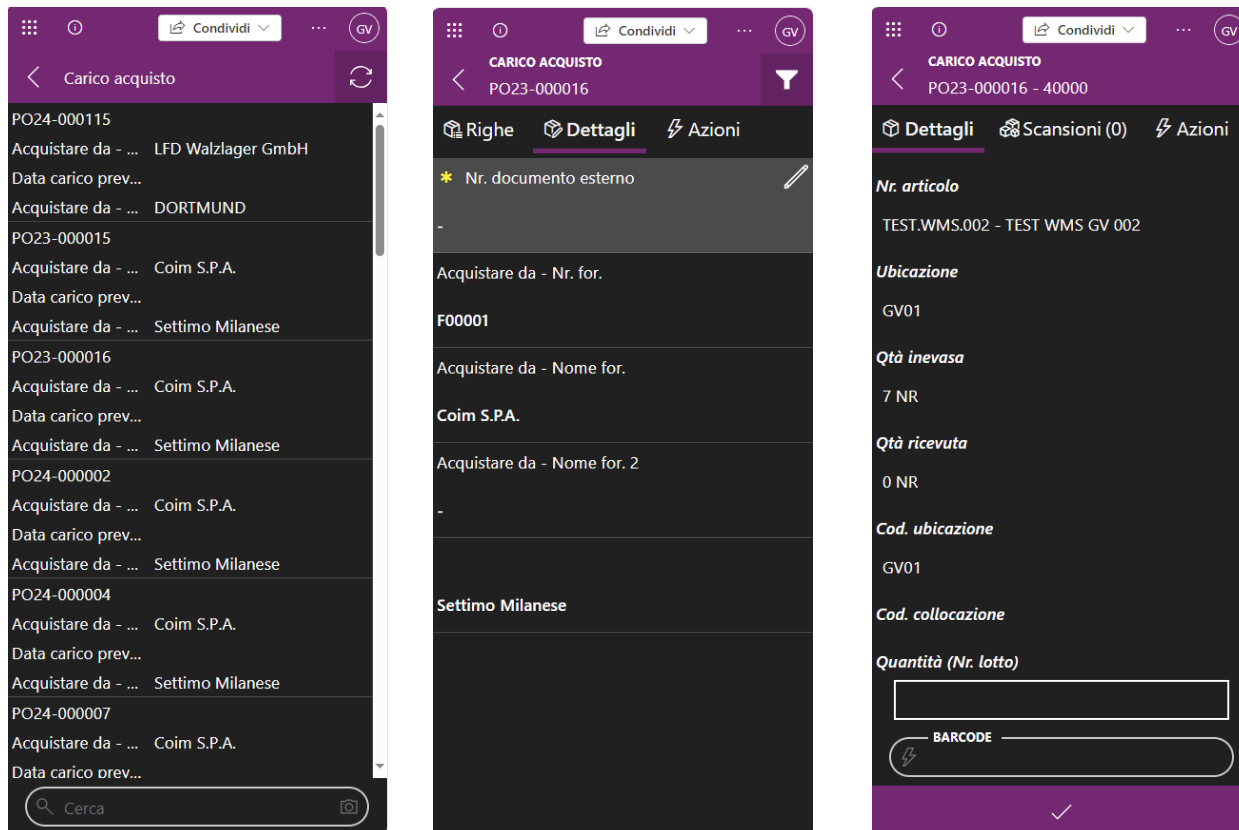 Condividi
GV
Carico acquisto
PO24-000115
Acquistare da - ... LFD Walzlager GmbH
Data carico prev...
Acquistare da - ... DORTMUND
PO23-000015
Acquistare da - ... Coim S.P.A.
Data carico prev...
Acquistare da - ... Settimo Milanese
PO23-000016
Acquistare da - ... Coim S.P.A.
Data carico prev...
Acquistare da - ... Settimo Milanese
PO24-000002
Acquistare da - ... Coim S.P.A.
Data carico prev...
Acquistare da - ... Settimo Milanese
PO24-000004
Acquistare da - ... Coim S.P.A.
Data carico prev...
Acquistare da - ... Settimo Milanese
PO24-000007
Acquistare da - ... Coim S.P.A.
Data carico prev...
Cerca
Condividi
GV
CARICO ACQUISTO
PO23-000016
Righe Dettagli Azioni
* Nr. documento esterno
-
Acquistare da - Nr. for.
F00001
Acquistare da - Nome for.
Coim S.P.A.
Acquistare da - Nome for. 2
-
Settimo Milanese
Condividi
GV
CARICO ACQUISTO
PO23-000016 - 40000
Dettagli Scansioni (0) Azioni
Nr. articolo
TEST.WMS.002 - TEST WMS GV 002
Ubicazione
GV01
Qtà inevasa
7 NR
Qtà ricevuta
0 NR
Cod. ubicazione
GV01
Cod. collocazione
Quantità (Nr. lotto)
BARCODE